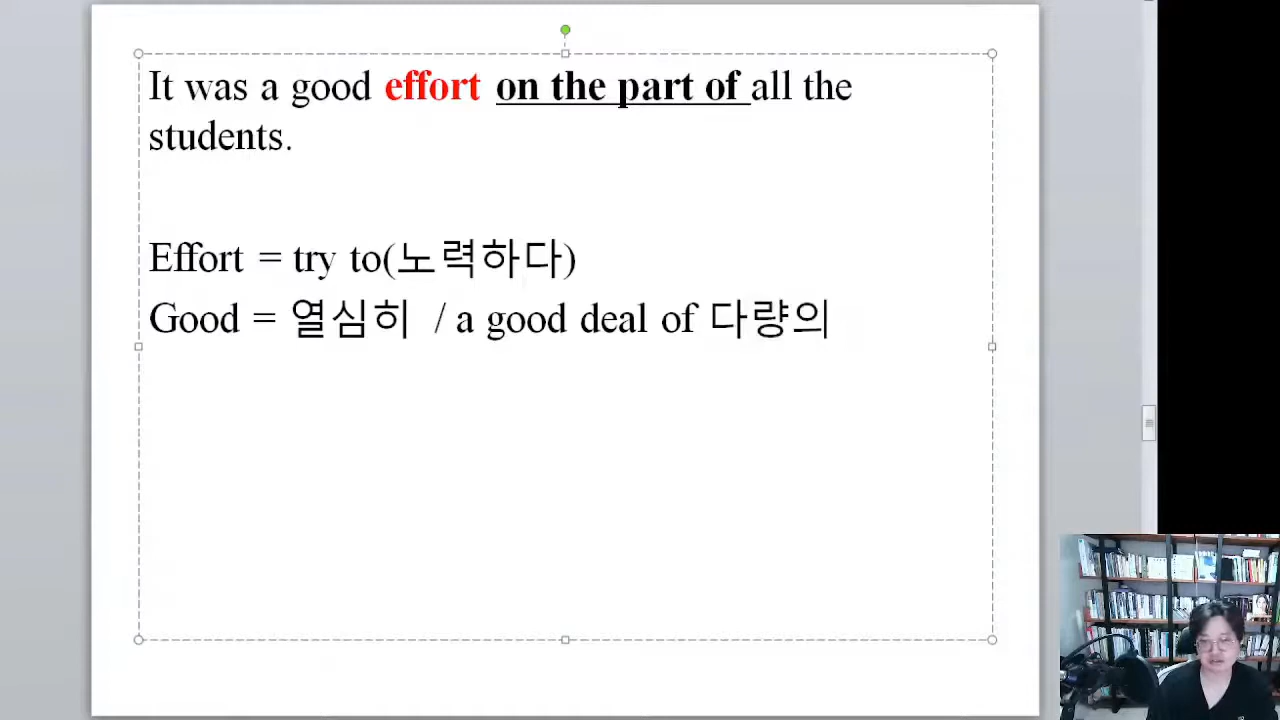 It was a good effort on the part of all the
students.
Effort = try to(노력하다)
Good = 열심히 / a good deal of 다량의